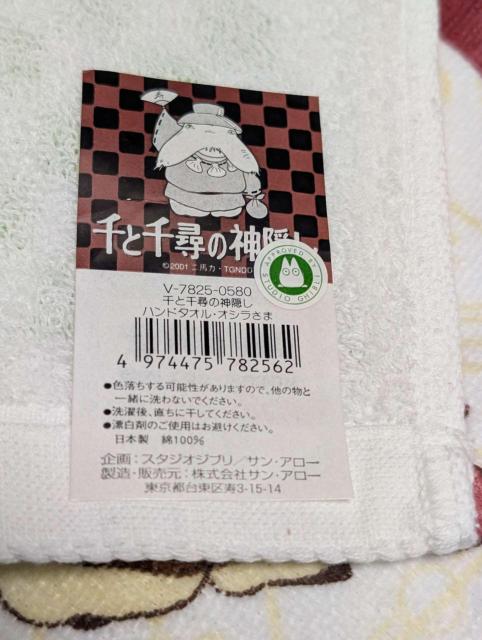 千と千尋の神隠し
©2001 二馬力・TGNDD
APPROVED BY STUDIO GHIBLI
V-7825-0580
千と千尋の神隠し
ハンドタオル・オシラさま
4 974475 782562
●色落ちする可能性がありますので、他の物と
一緒に洗わないでください。
●洗濯後、直ちに干してください。
●漂白剤のご使用はお避けください。
日本製 綿100%
企画：スタジオジブリ／サン・アロー
製造・販売元：株式会社サン・アロー
東京都台東区寿3-15-14